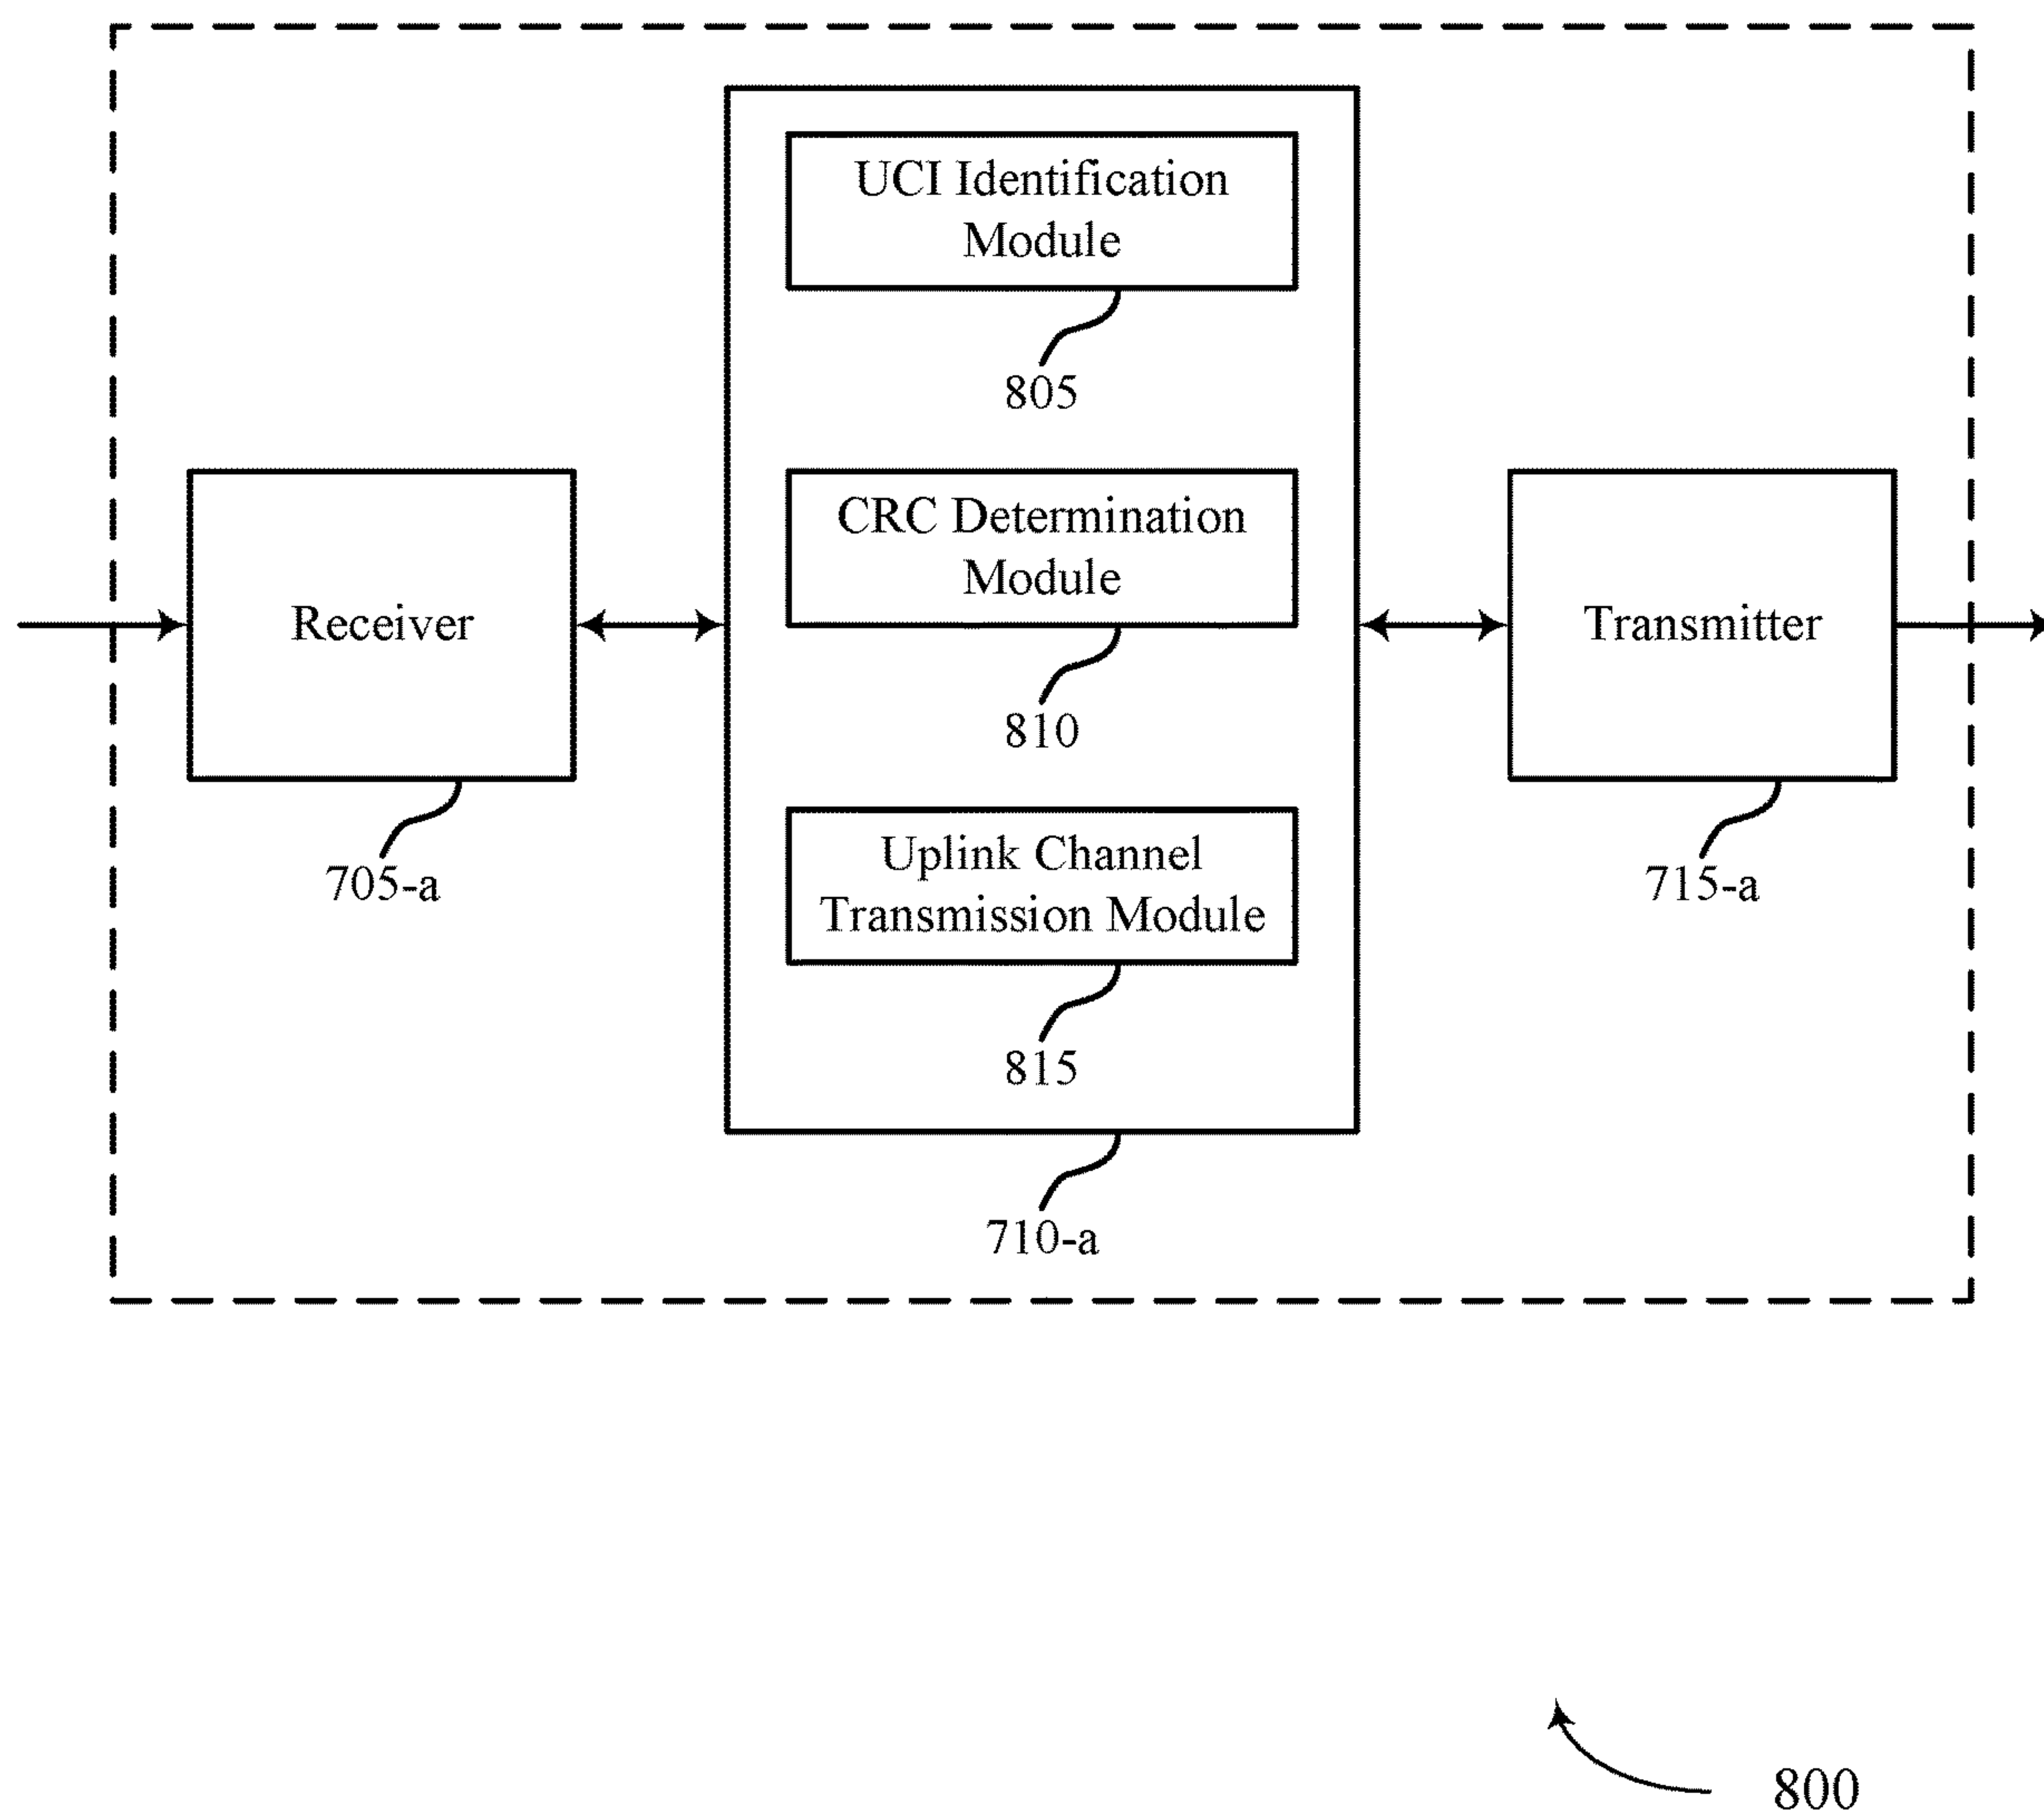 UCI Identification
Module
805
CRC Determination
Module
810
Receiver
705-a
Transmitter
715-a
Uplink Channel
Transmission Module
815
710-a
800